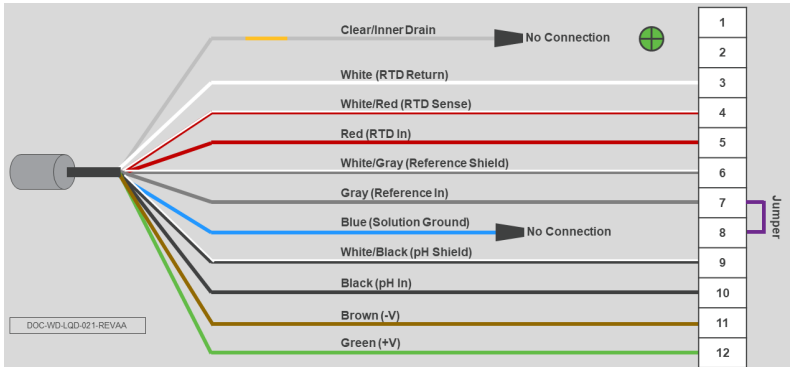 Clear/Inner Drain
No Connection
1
2
White (RTD Return)
3
White/Red (RTD Sense)
4
Red (RTD In)
5
White/Gray (Reference Shield)
6
Gray (Reference In)
7
Blue (Solution Ground)
No Connection
8
Jumper
White/Black (pH Shield)
9
Black (pH In)
10
Brown (-V)
11
DOC-WD-LQD-021-REVAA
Green (+V)
12